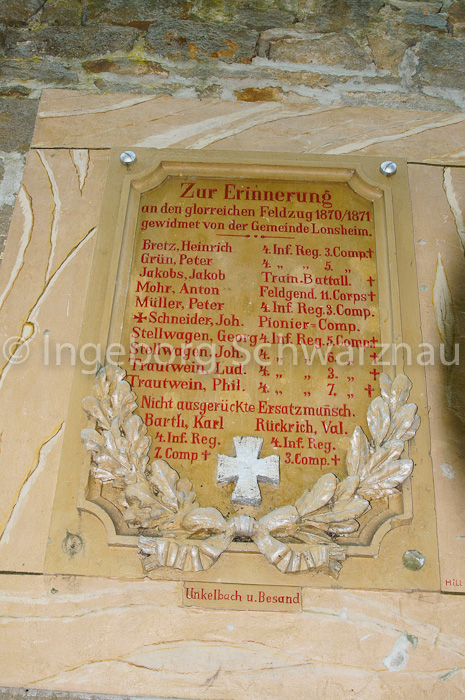 Zur Erinnerung
an den glorreichen Feldzug 1870/1871
gewidmet von der Gemeinde Lonsheim.
Bretz, Heinrich 4. Inf. Reg. 3. Comp. †
Grün, Peter 4. „ „ 5. „
Jakobs, Jakob Train. Battall. †
Mohr, Anton Feldgend. 11. Corps †
Müller, Peter 4. Inf. Reg. 3. Comp.
✠ Schneider, Joh. Pionier=Comp.
Stellwagen, Georg 4. Inf. Reg. 5. Comp. †
Stellwagen, Joh. 4. „ „ 6. „ †
Trautwein, Lud. 4. „ „ 3. „ †
Trautwein, Phil. 4. „ „ 7. „ †
Nicht ausgerückte Ersatzmañsch.
Barth, Karl Rückrich, Val.
4. Inf. Reg. 4. Inf. Reg.
7. Comp † 3. Comp. †
Hill
Unkelbach u. Besand
© Ingeborg Schwarznau